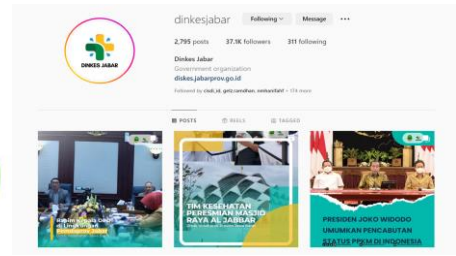 dinkesjabar Following Message
2,795 posts 37.1K followers 311 following
Dinkes Jabar
Government organization
diskes.jabarprov.go.id
DINKES JABAR
POSTS REELS TAGGED
TIM KESEHATAN
PERESMIAN MASJID
RAYA AL JABBAR
PRESIDEN JOKO WIDODO
UMUMKAN PENCABUTAN
STATUS PPKM DI INDONESIA